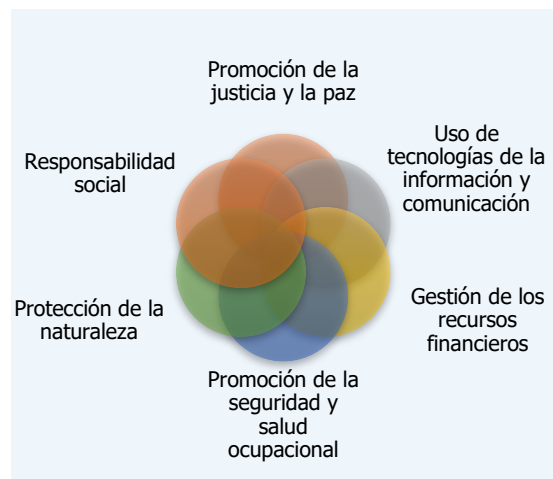 Promoción de la
justicia y la paz
Uso de
tecnologías de la
información y
comunicación
Gestión de los
recursos
financieros
Promoción de la
seguridad y
salud
ocupacional
Protección de la
naturaleza
Responsabilidad
social